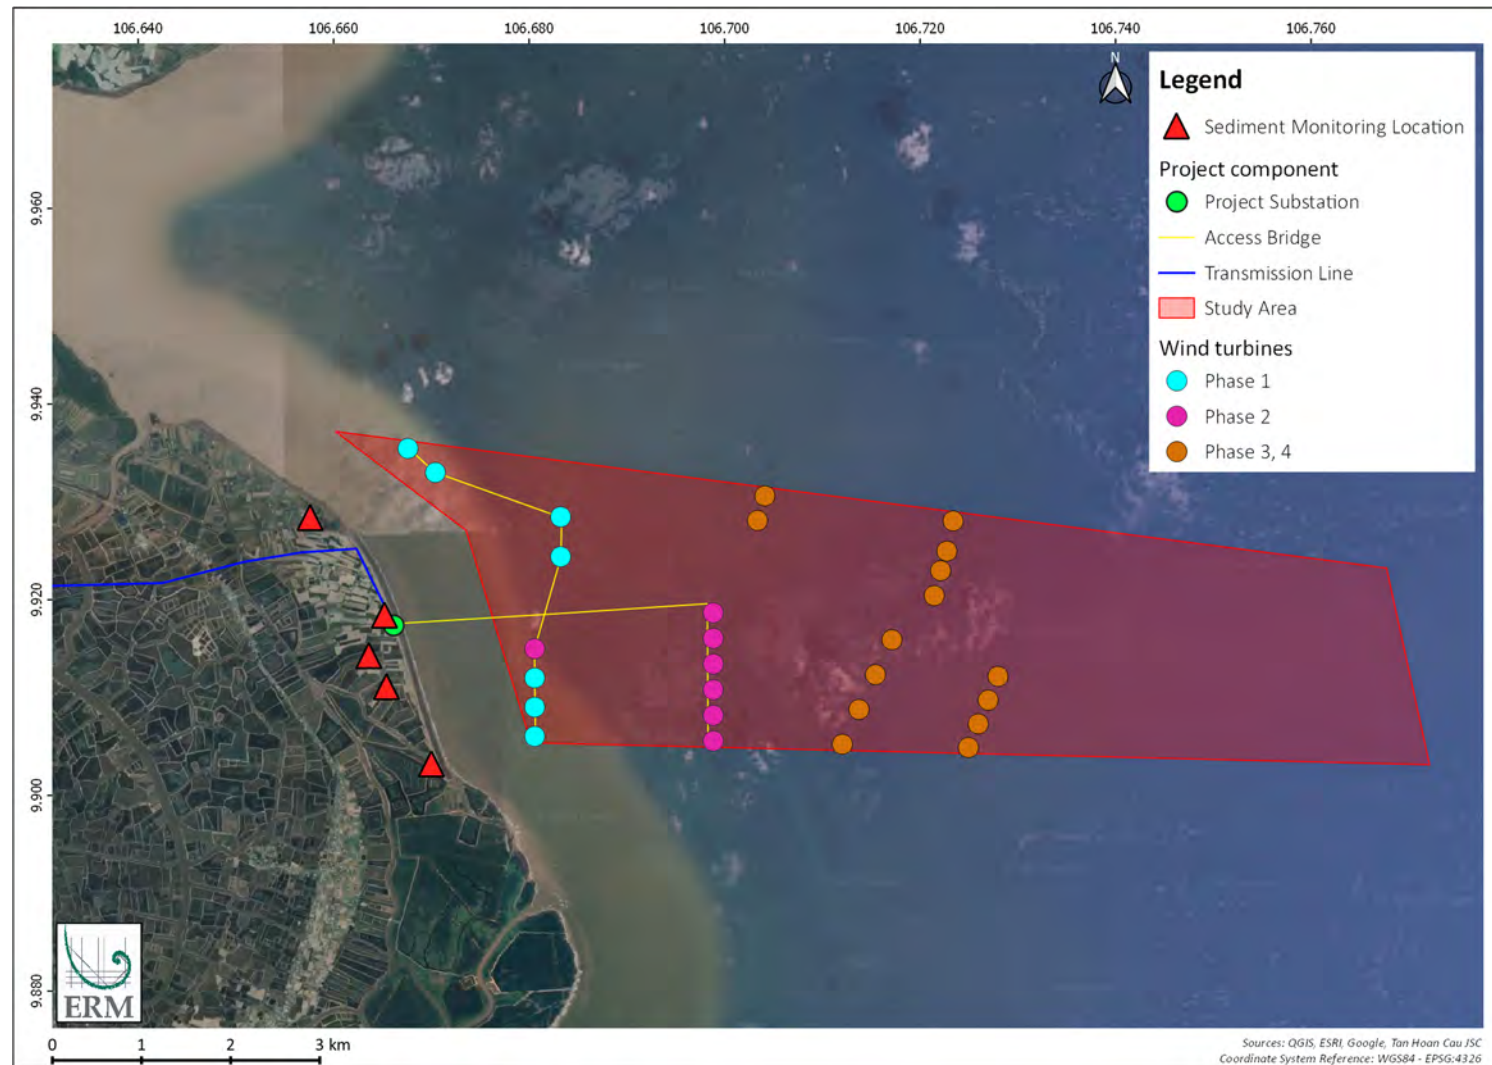 106.640 106.660 106.680 106.700 106.720 106.740 106.760
9.960
9.940
9.920
9.900
9.880
N
Legend
Sediment Monitoring Location
Project component
Project Substation
Access Bridge
Transmission Line
Study Area
Wind turbines
Phase 1
Phase 2
Phase 3, 4
ERM
0 1 2 3 km
Sources: QGIS, ESRI, Google, Tan Hoan Cau JSC
Coordinate System Reference: WGS84 - EPSG:4326